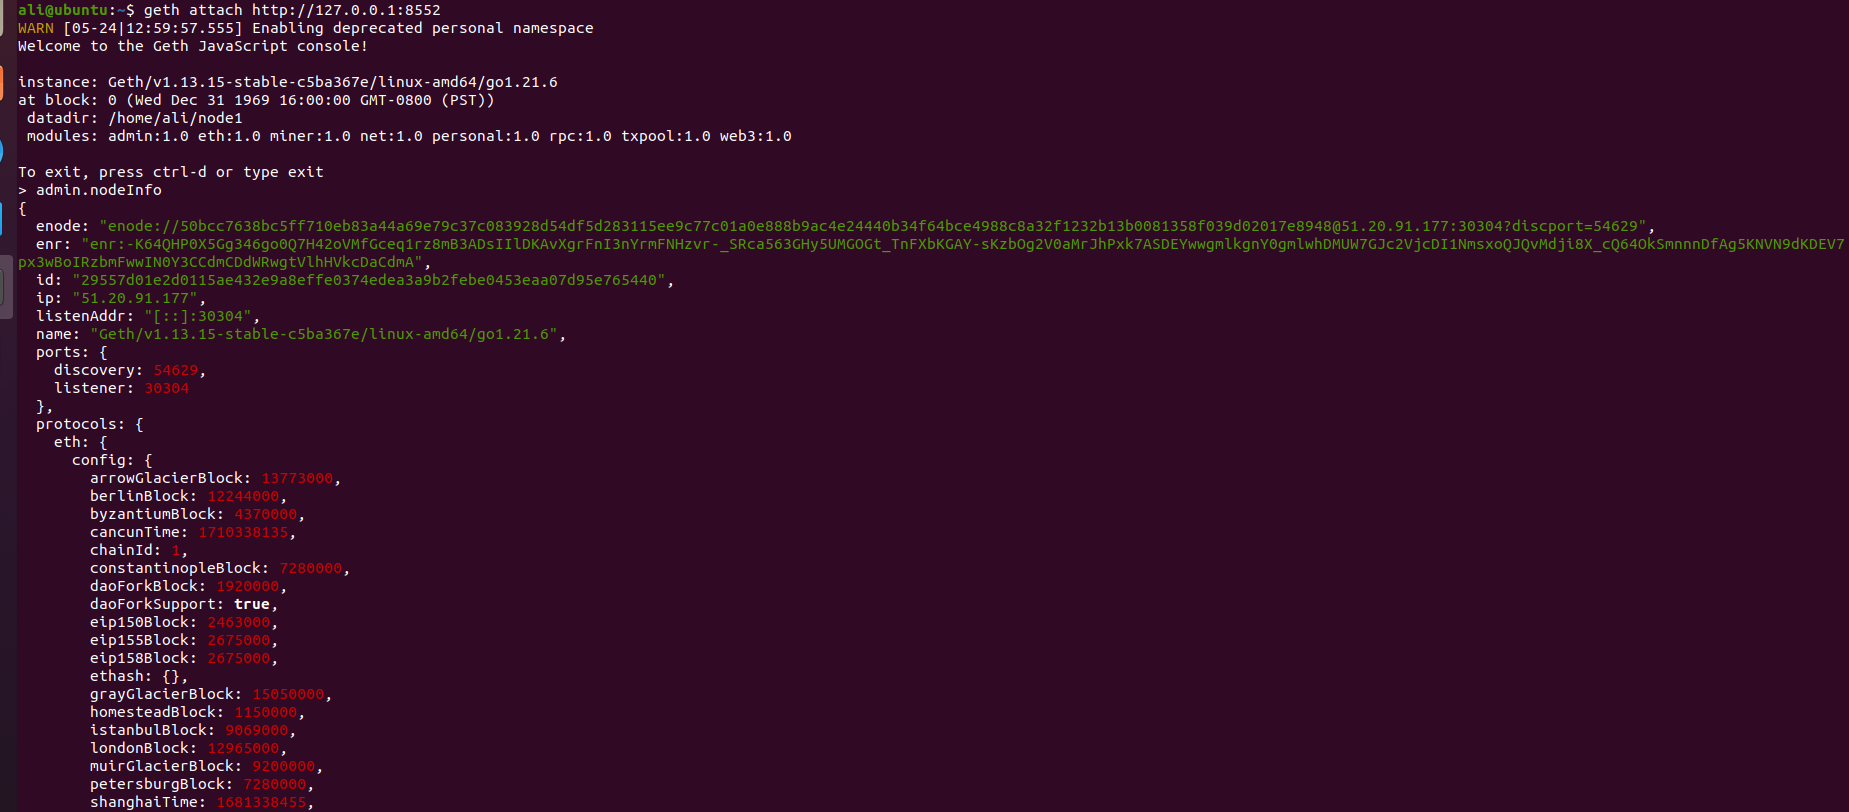 ali@ubuntu:~$ geth attach http://127.0.0.1:8552
WARN [05-24|12:59:57.555] Enabling deprecated personal namespace
Welcome to the Geth JavaScript console!
instance: Geth/v1.13.15-stable-c5ba367e/linux-amd64/go1.21.6
at block: 0 (Wed Dec 31 1969 16:00:00 GMT-0800 (PST))
 datadir: /home/ali/node1
 modules: admin:1.0 eth:1.0 miner:1.0 net:1.0 personal:1.0 rpc:1.0 txpool:1.0 web3:1.0
To exit, press ctrl-d or type exit
> admin.nodeInfo
{
  enode: "enode://50bcc7638bc5ff710eb83a44a69e79c37c083928d54df5d283115ee9c77c01a0e888b9ac4e24440b34f64bce4988c8a32f1232b13b0081358f039d02017e8948@51.20.91.177:30304?discport=54629",
  enr: "enr:-K64QHP0X5Gg346go0Q7H42oVMfGceq1rz8mB3ADsIIlDKAvXgrFnI3nYrmFNHzvr-_SRca563GHy5UMGOGt_TnFXbKGAY-sKzbOg2V0aMrJhPxk7ASDEYwwgmlkgnY0gmlwhDMUW7GJc2VjcDI1NmsxoQJQvMdji8X_cQ64OkSmnnnDfAg5KNVN9dKDEV7
px3wBoIRzbmFwwIN0Y3CCdmCDdWRwgtVlhHVkcDaCdmA",
  id: "29557d01e2d0115ae432e9a8effe0374edea3a9b2febe0453eaa07d95e765440",
  ip: "51.20.91.177",
  listenAddr: "[::]:30304",
  name: "Geth/v1.13.15-stable-c5ba367e/linux-amd64/go1.21.6",
  ports: {
    discovery: 54629,
    listener: 30304
  },
  protocols: {
    eth: {
      config: {
        arrowGlacierBlock: 13773000,
        berlinBlock: 12244000,
        byzantiumBlock: 4370000,
        cancunTime: 1710338135,
        chainId: 1,
        constantinopleBlock: 7280000,
        daoForkBlock: 1920000,
        daoForkSupport: true,
        eip150Block: 2463000,
        eip155Block: 2675000,
        eip158Block: 2675000,
        ethash: {},
        grayGlacierBlock: 15050000,
        homesteadBlock: 1150000,
        istanbulBlock: 9069000,
        londonBlock: 12965000,
        muirGlacierBlock: 9200000,
        petersburgBlock: 7280000,
        shanghaiTime: 1681338455,